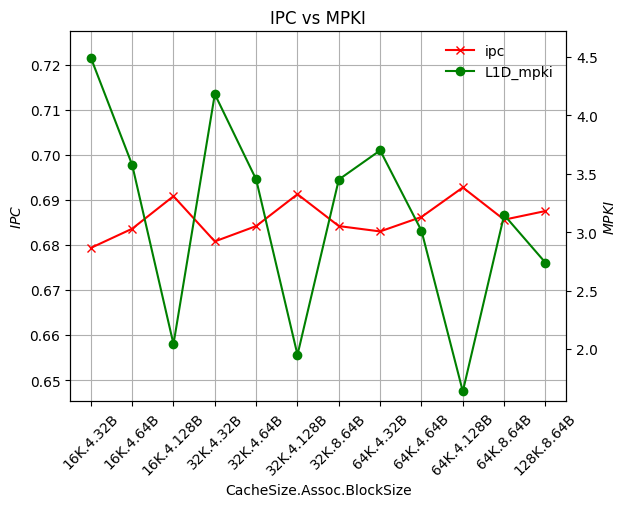 IPC vs MPKI
ipc
L1D_mpki
0.72
0.71
0.70
0.69
0.68
0.67
0.66
0.65
IPC
4.5
4.0
3.5
3.0
2.5
2.0
MPKI
16K.4.32B
16K.4.64B
16K.4.128B
32K.4.32B
32K.4.64B
32K.4.128B
32K.8.64B
64K.4.32B
64K.4.64B
64K.4.128B
64K.8.64B
128K.8.64B
CacheSize.Assoc.BlockSize